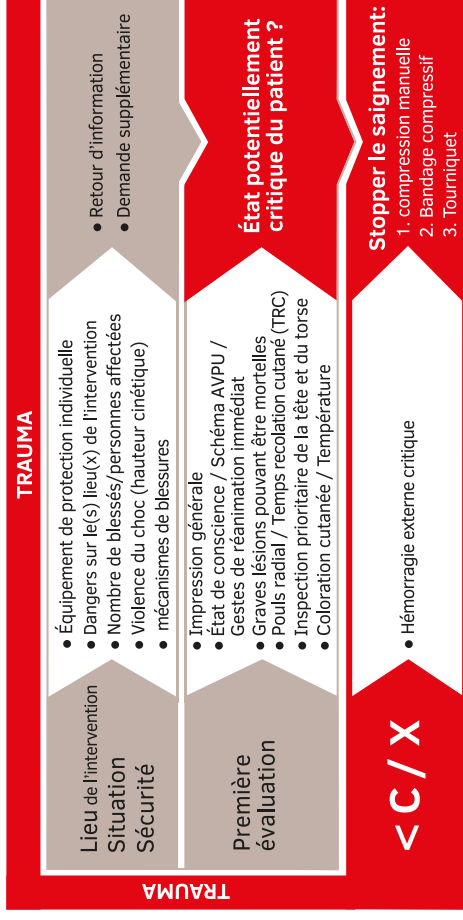 TRAUMA
TRAUMA
Lieu de l'intervention
Situation
Sécurité
• Équipement de protection individuelle
• Dangers sur le(s) lieu(x) de l'intervention
• Nombre de blessés/personnes affectées
• Violence du choc (hauteur cinétique)
• mécanismes de blessures
• Retour d'information
• Demande supplémentaire
Première
évaluation
• Impression générale
• État de conscience / Schéma AVPU /
Gestes de réanimation immédiat
• Graves lésions pouvant être mortelles
• Pouls radial / Temps recolation cutané (TRC)
• Inspection prioritaire de la tête et du torse
• Coloration cutanée / Température
État potentiellement
critique du patient ?
< C / X
• Hémorragie externe critique
Stopper le saignement:
1. compression manuelle
2. Bandage compressif
3. Tourniquet